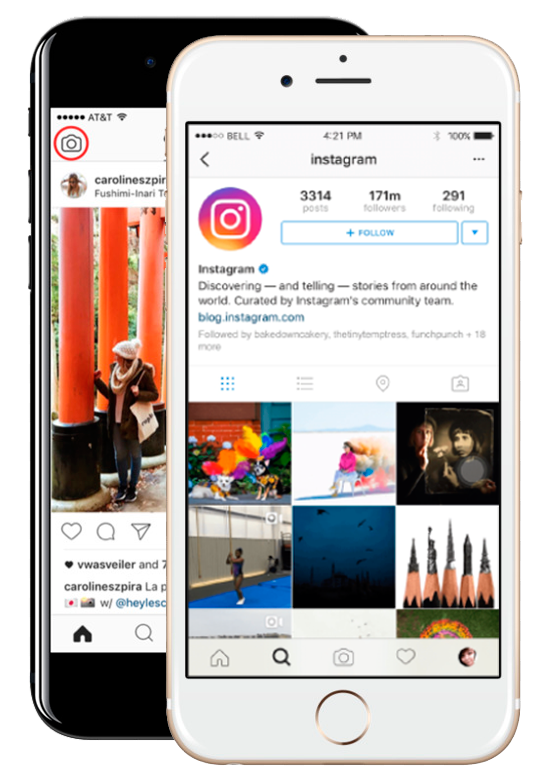 AT&T
carolineszpir
Fushimi-Inari T
vwasveiler and 7
carolineszpira La p
w/ @heylesc
BELL 4:21 PM 100%
instagram
3314 171m 291
posts followers following
+ FOLLOW
Instagram
Discovering — and telling — stories from around the
world. Curated by Instagram's community team.
blog.instagram.com
Followed by bakedowncakery, thetinytemptress, funchpunch + 18
more